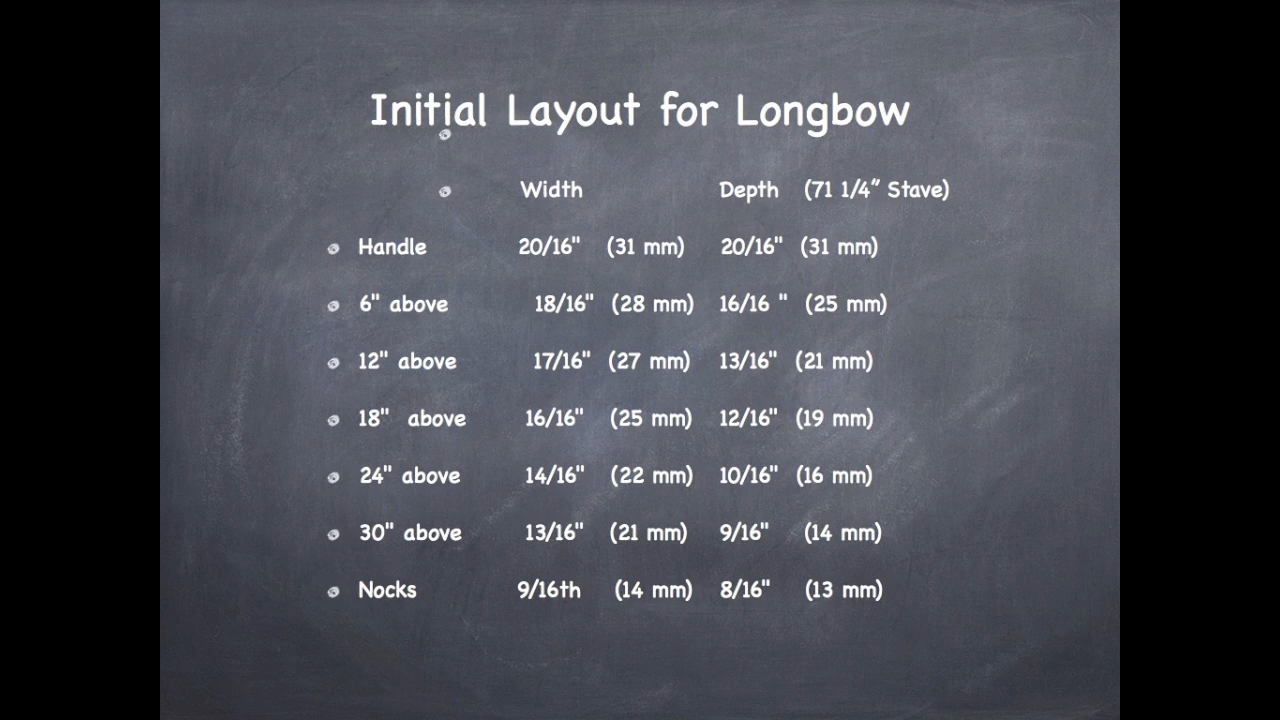 Initial Layout for Longbow
Width Depth (71 1/4” Stave)
Handle 20/16" (31 mm) 20/16" (31 mm)
6" above 18/16" (28 mm) 16/16 " (25 mm)
12" above 17/16" (27 mm) 13/16" (21 mm)
18" above 16/16" (25 mm) 12/16" (19 mm)
24" above 14/16" (22 mm) 10/16" (16 mm)
30" above 13/16" (21 mm) 9/16" (14 mm)
Nocks 9/16th (14 mm) 8/16" (13 mm)